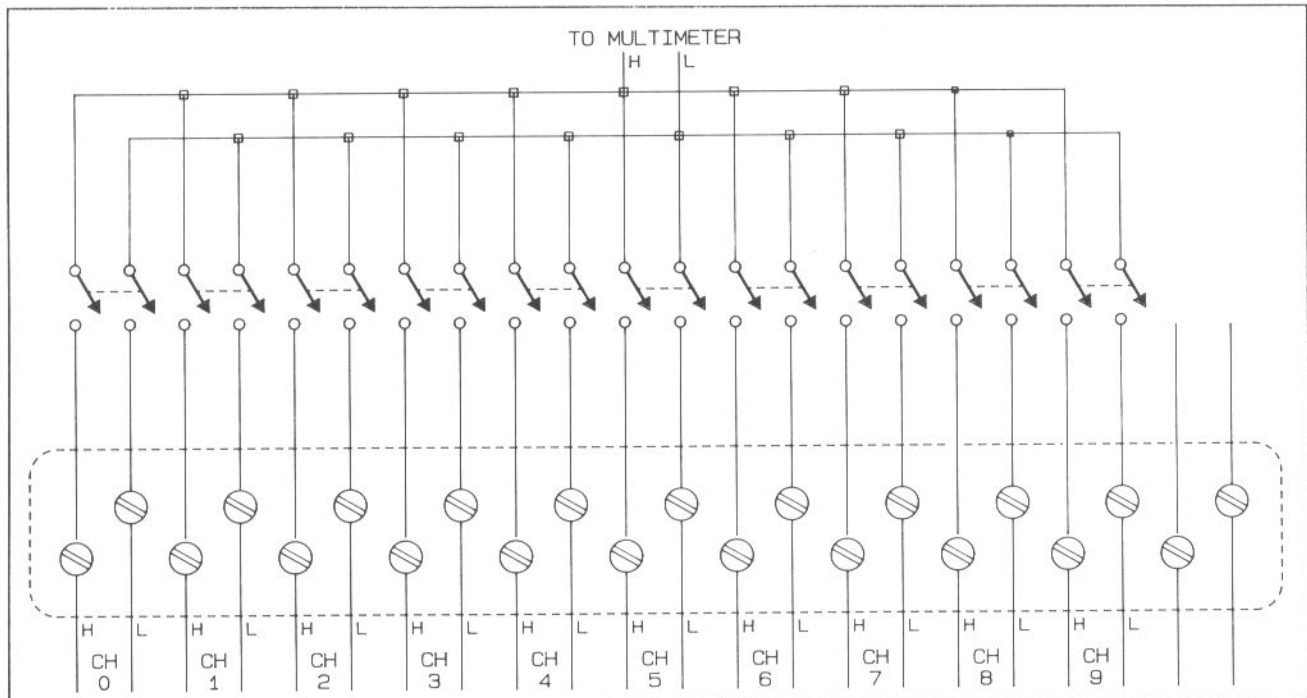 TO MULTIMETER
H L
H L H L H L H L H L H L H L H L H L H L
CH CH CH CH CH CH CH CH CH CH
0 1 2 3 4 5 6 7 8 9